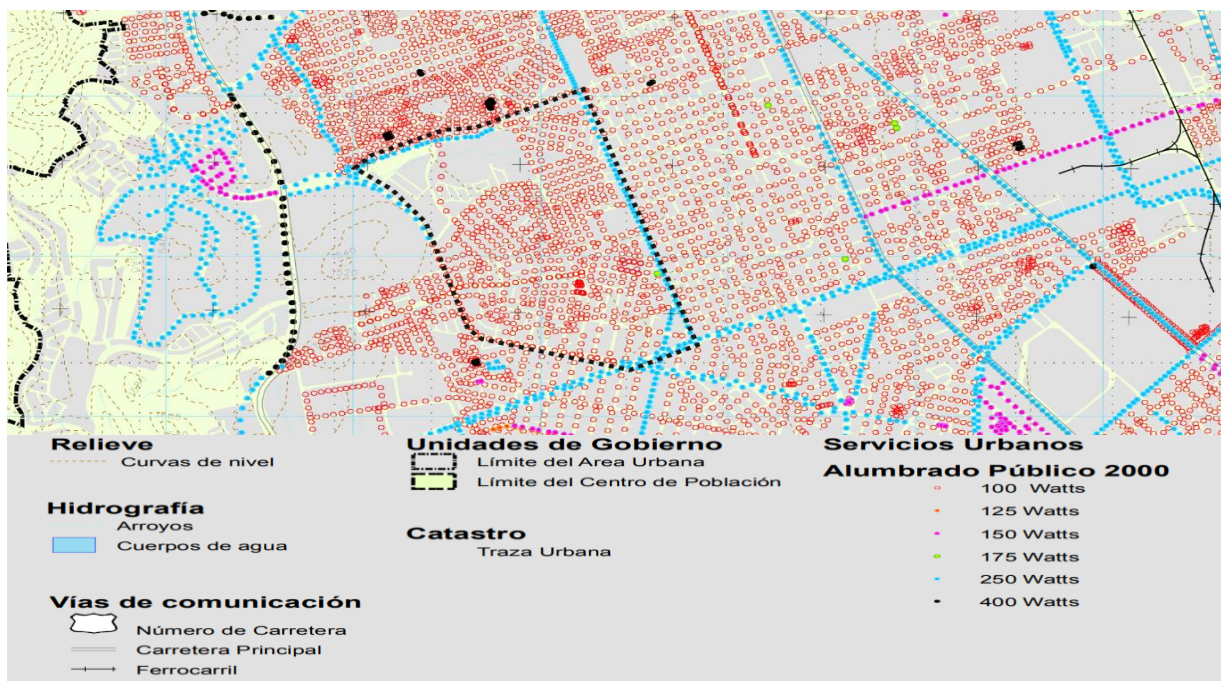 Relieve
Curvas de nivel
Hidrografía
Arroyos
Cuerpos de agua
Vías de comunicación
Número de Carretera
Carretera Principal
Ferrocarril
Unidades de Gobierno
Límite del Area Urbana
Límite del Centro de Población
Catastro
Traza Urbana
Servicios Urbanos
Alumbrado Público 2000
100 Watts
125 Watts
150 Watts
175 Watts
250 Watts
400 Watts